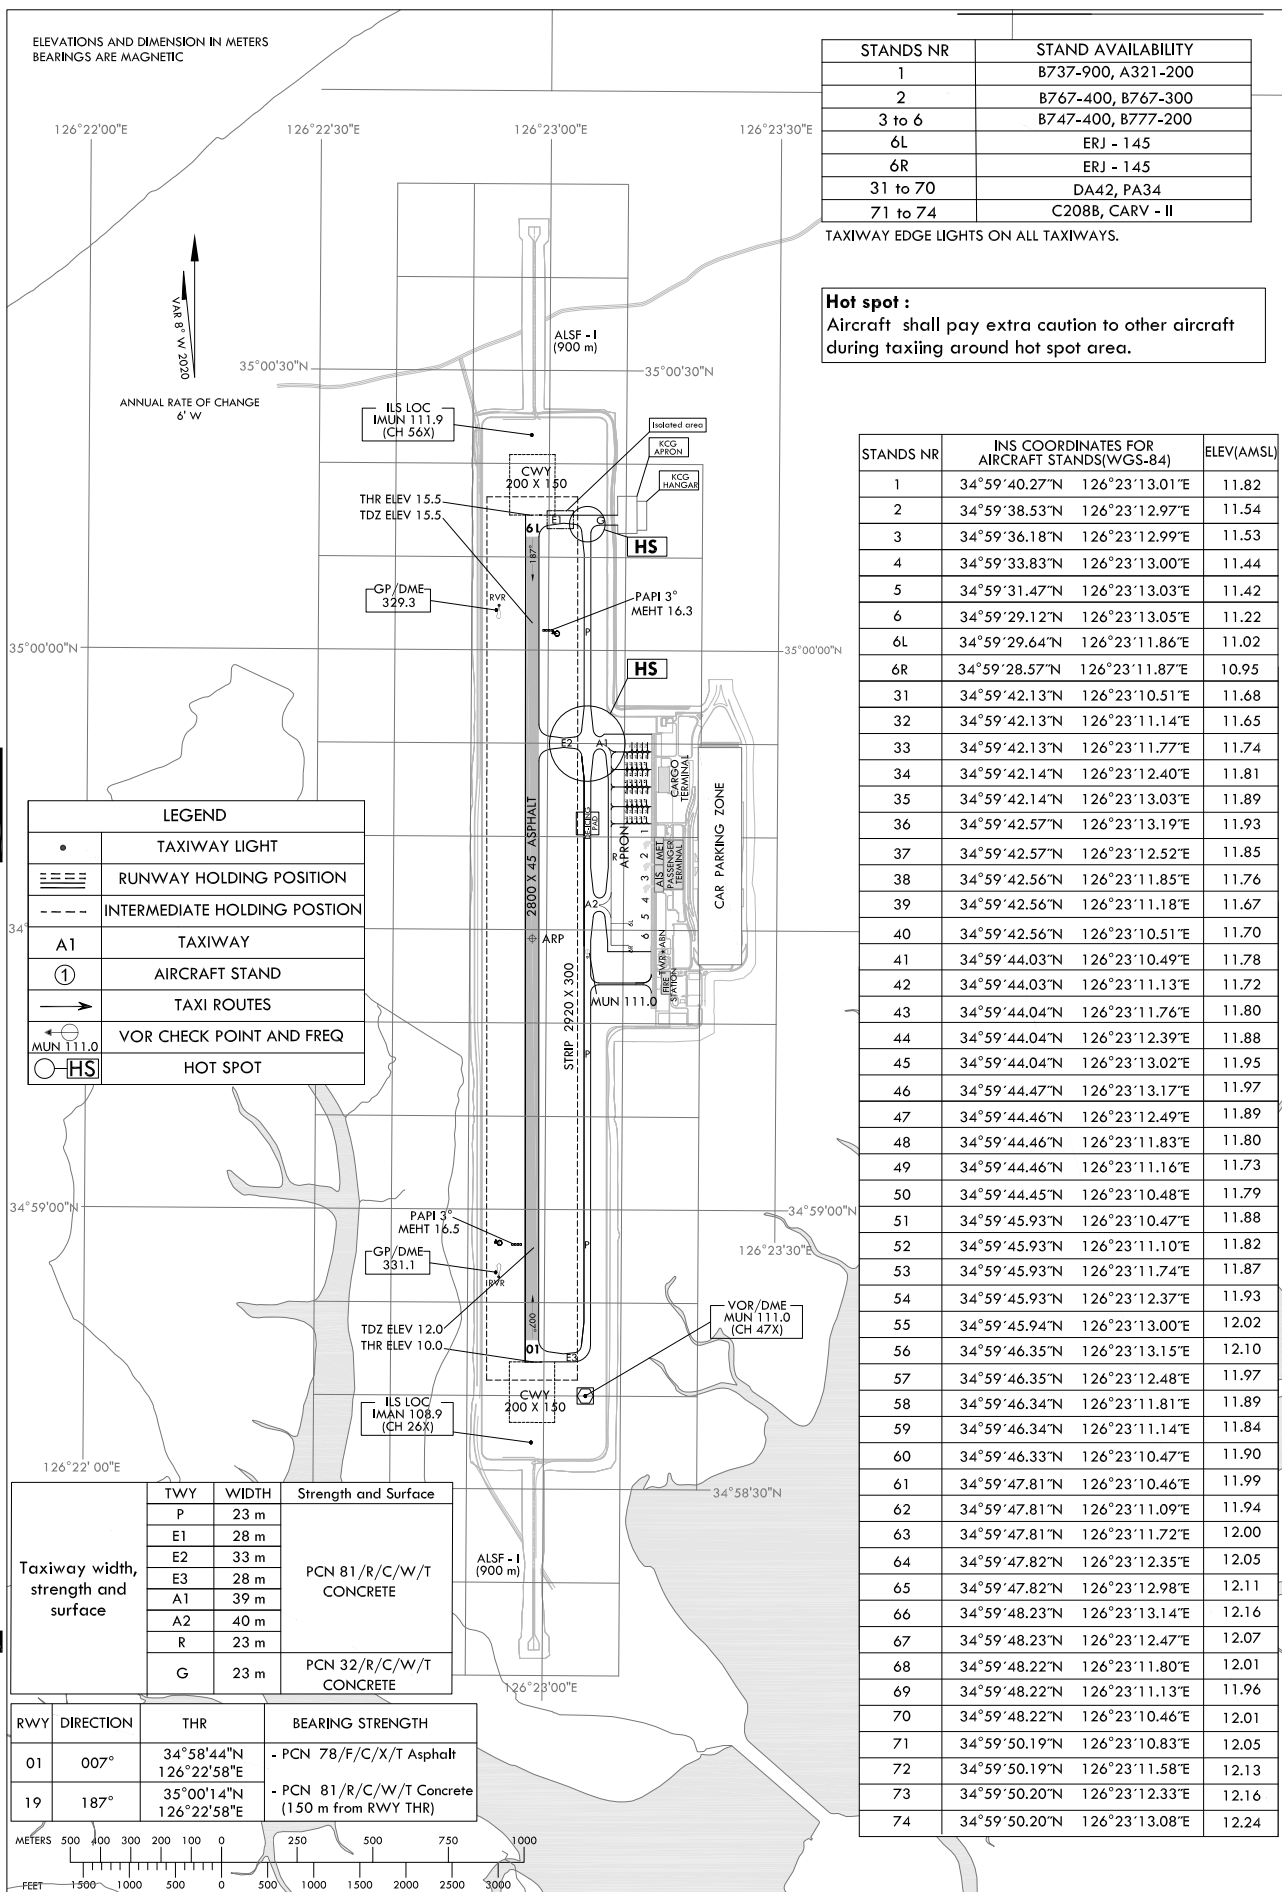 ELEVATIONS AND DIMENSION IN METERS
BEARINGS ARE MAGNETIC
STANDS NR STAND AVAILABILITY
1 B737-900, A321-200
2 B767-400, B767-300
3 to 6 B747-400, B777-200
6L ERJ - 145
6R ERJ - 145
31 to 70 DA42, PA34
71 to 74 C208B, CARV - II
TAXIWAY EDGE LIGHTS ON ALL TAXIWAYS.
Hot spot :
Aircraft shall pay extra caution to other aircraft
during taxiing around hot spot area.
126°22'00"E 126°22'30"E 126°23'00"E 126°23'30"E
VAR 8° W 2020
ANNUAL RATE OF CHANGE
6' W
35°00'30"N
35°00'30"N
ALSF - I
(900 m)
ILS LOC
IMUN 111.9
(CH 56X)
Isolated area
KCG
APRON
KCG
HANGAR
CWY
200 X 150
THR ELEV 15.5
TDZ ELEV 15.5
19
187°
E1
G
HS
GP/DME
329.3
RVR
PAPI 3°
MEHT 16.3
P
35°00'00"N
35°00'00"N
HS
E2
A1
CARGO
TERMINAL
CAR PARKING ZONE
2800 X 45 ASPHALT
DE-ICING
PAD
APRON
R
1
2
3
4
5
6
6L
6R
AIS MET
PASSENGER
TERMINAL
A2
ARP
TWR ABN
FIRE
STATION
MUN 111.0
STRIP 2920 X 300
P
P
34°
LEGEND
TAXIWAY LIGHT
RUNWAY HOLDING POSITION
INTERMEDIATE HOLDING POSTION
A1 TAXIWAY
1 AIRCRAFT STAND
TAXI ROUTES
MUN 111.0 VOR CHECK POINT AND FREQ
HS HOT SPOT
34°59'00"N
34°59'00"N
126°23'30"E
PAPI 3°
MEHT 16.5
P
GP/DME
331.1
RVR
007°
TDZ ELEV 12.0
THR ELEV 10.0
01
E3
VOR/DME
MUN 111.0
(CH 47X)
CWY
200 X 150
ILS LOC
IMAN 108.9
(CH 26X)
126°22' 00"E
34°58'30"N
ALSF - I
(900 m)
126°23'00"E
Taxiway width,
strength and
surface
TWY WIDTH Strength and Surface
P 23 m
E1 28 m
E2 33 m
E3 28 m
A1 39 m
A2 40 m
R 23 m
PCN 81/R/C/W/T
CONCRETE
G 23 m
PCN 32/R/C/W/T
CONCRETE
RWY DIRECTION THR BEARING STRENGTH
01 007° 34°58'44"N
126°22'58"E
19 187° 35°00'14"N
126°22'58"E
- PCN 78/F/C/X/T Asphalt
- PCN 81/R/C/W/T Concrete
(150 m from RWY THR)
METERS 500 400 300 200 100 0 250 500 750 1000
FEET 1500 1000 500 0 500 1000 1500 2000 2500 3000
STANDS NR INS COORDINATES FOR
AIRCRAFT STANDS(WGS-84) ELEV(AMSL)
1 34°59´40.27˝N 126°23´13.01˝E 11.82
2 34°59´38.53˝N 126°23´12.97˝E 11.54
3 34°59´36.18˝N 126°23´12.99˝E 11.53
4 34°59´33.83˝N 126°23´13.00˝E 11.44
5 34°59´31.47˝N 126°23´13.03˝E 11.42
6 34°59´29.12˝N 126°23´13.05˝E 11.22
6L 34°59´29.64˝N 126°23´11.86˝E 11.02
6R 34°59´28.57˝N 126°23´11.87˝E 10.95
31 34°59´42.13˝N 126°23´10.51˝E 11.68
32 34°59´42.13˝N 126°23´11.14˝E 11.65
33 34°59´42.13˝N 126°23´11.77˝E 11.74
34 34°59´42.14˝N 126°23´12.40˝E 11.81
35 34°59´42.14˝N 126°23´13.03˝E 11.89
36 34°59´42.57˝N 126°23´13.19˝E 11.93
37 34°59´42.57˝N 126°23´12.52˝E 11.85
38 34°59´42.56˝N 126°23´11.85˝E 11.76
39 34°59´42.56˝N 126°23´11.18˝E 11.67
40 34°59´42.56˝N 126°23´10.51˝E 11.70
41 34°59´44.03˝N 126°23´10.49˝E 11.78
42 34°59´44.03˝N 126°23´11.13˝E 11.72
43 34°59´44.04˝N 126°23´11.76˝E 11.80
44 34°59´44.04˝N 126°23´12.39˝E 11.88
45 34°59´44.04˝N 126°23´13.02˝E 11.95
46 34°59´44.47˝N 126°23´13.17˝E 11.97
47 34°59´44.46˝N 126°23´12.49˝E 11.89
48 34°59´44.46˝N 126°23´11.83˝E 11.80
49 34°59´44.46˝N 126°23´11.16˝E 11.73
50 34°59´44.45˝N 126°23´10.48˝E 11.79
51 34°59´45.93˝N 126°23´10.47˝E 11.88
52 34°59´45.93˝N 126°23´11.10˝E 11.82
53 34°59´45.93˝N 126°23´11.74˝E 11.87
54 34°59´45.93˝N 126°23´12.37˝E 11.93
55 34°59´45.94˝N 126°23´13.00˝E 12.02
56 34°59´46.35˝N 126°23´13.15˝E 12.10
57 34°59´46.35˝N 126°23´12.48˝E 11.97
58 34°59´46.34˝N 126°23´11.81˝E 11.89
59 34°59´46.34˝N 126°23´11.14˝E 11.84
60 34°59´46.33˝N 126°23´10.47˝E 11.90
61 34°59´47.81˝N 126°23´10.46˝E 11.99
62 34°59´47.81˝N 126°23´11.09˝E 11.94
63 34°59´47.81˝N 126°23´11.72˝E 12.00
64 34°59´47.82˝N 126°23´12.35˝E 12.05
65 34°59´47.82˝N 126°23´12.98˝E 12.11
66 34°59´48.23˝N 126°23´13.14˝E 12.16
67 34°59´48.23˝N 126°23´12.47˝E 12.07
68 34°59´48.22˝N 126°23´11.80˝E 12.01
69 34°59´48.22˝N 126°23´11.13˝E 11.96
70 34°59´48.22˝N 126°23´10.46˝E 12.01
71 34°59´50.19˝N 126°23´10.83˝E 12.05
72 34°59´50.19˝N 126°23´11.58˝E 12.13
73 34°59´50.20˝N 126°23´12.33˝E 12.16
74 34°59´50.20˝N 126°23´13.08˝E 12.24